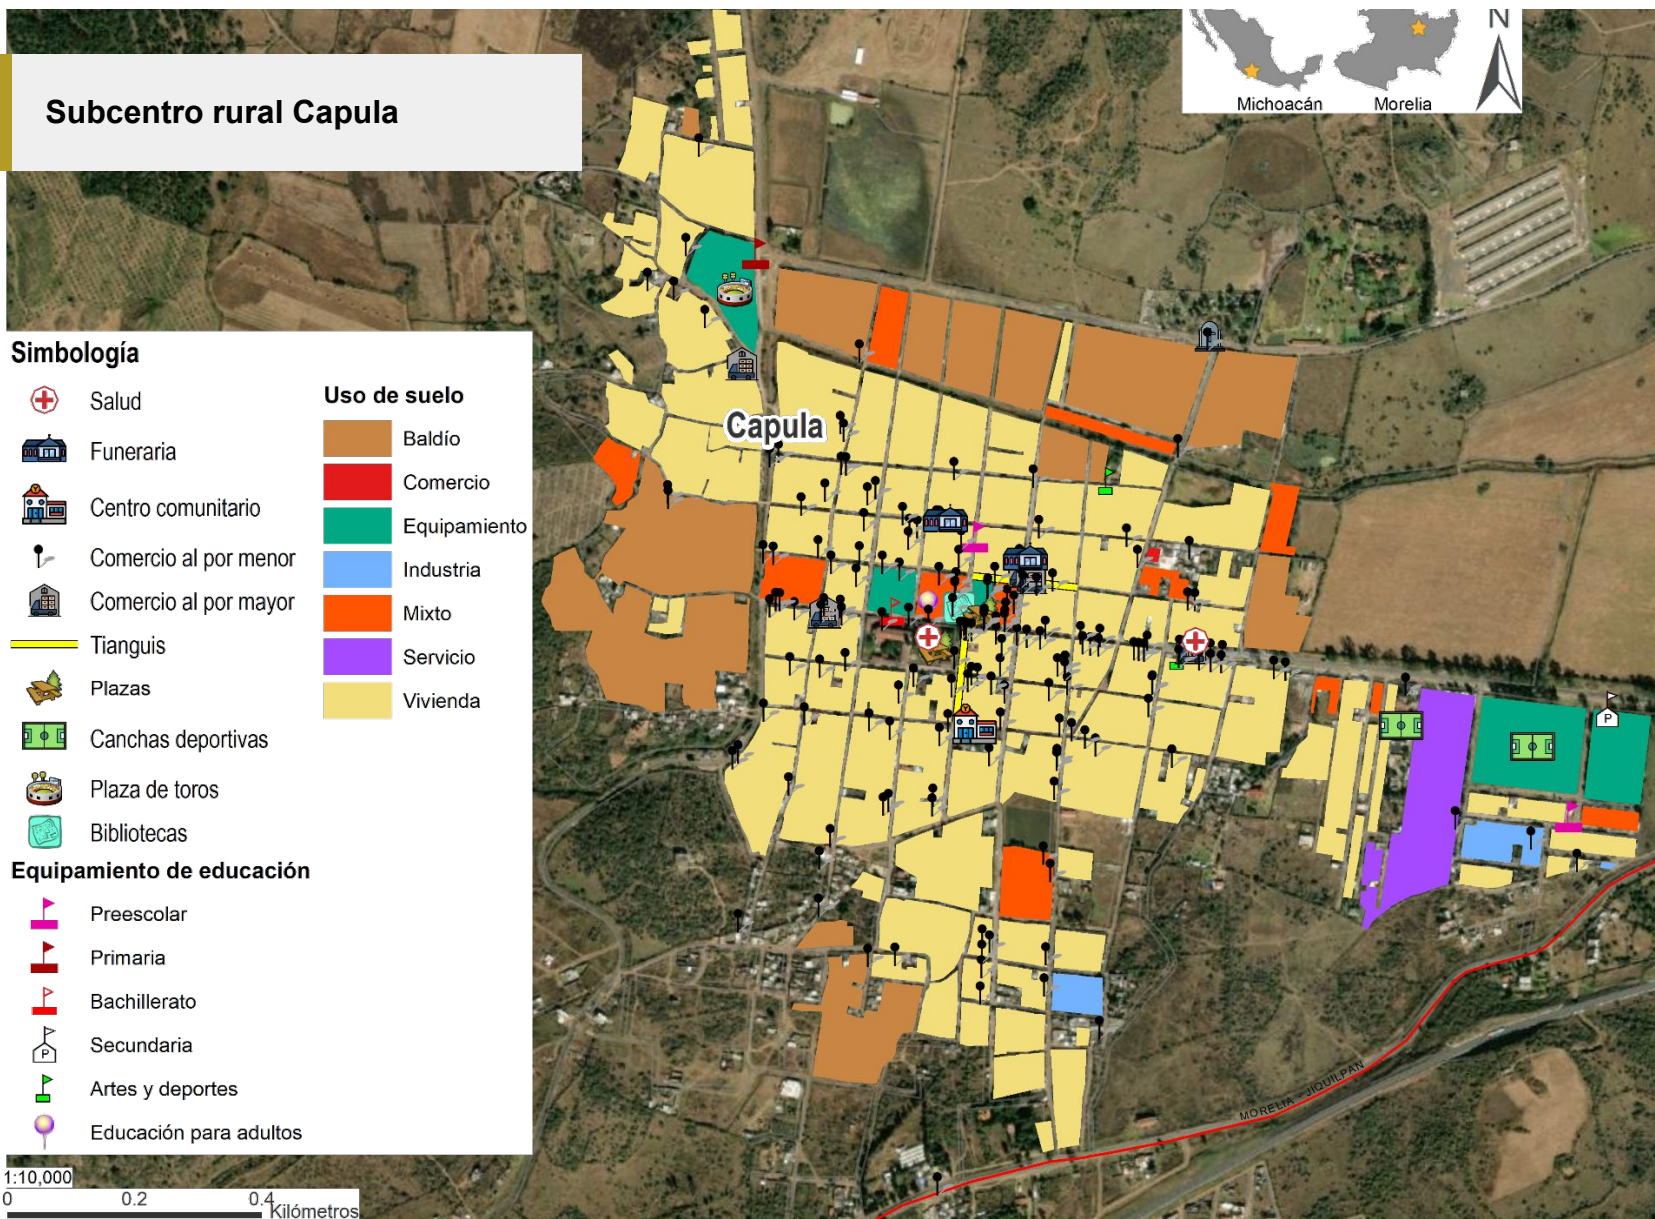 N
Michoacán
Morelia
Subcentro rural Capula
Capula
Simbología
Salud
Funeraria
Centro comunitario
Comercio al por menor
Comercio al por mayor
Tianguis
Plazas
Canchas deportivas
Plaza de toros
Bibliotecas
Equipamiento de educación
Preescolar
Primaria
Bachillerato
P
Secundaria
Artes y deportes
Educación para adultos
Uso de suelo
Baldío
Comercio
Equipamiento
Industria
Mixto
Servicio
Vivienda
P
MORELIA - JIQUILPAN
1:10,000
0 0.2 0.4
Kilómetros